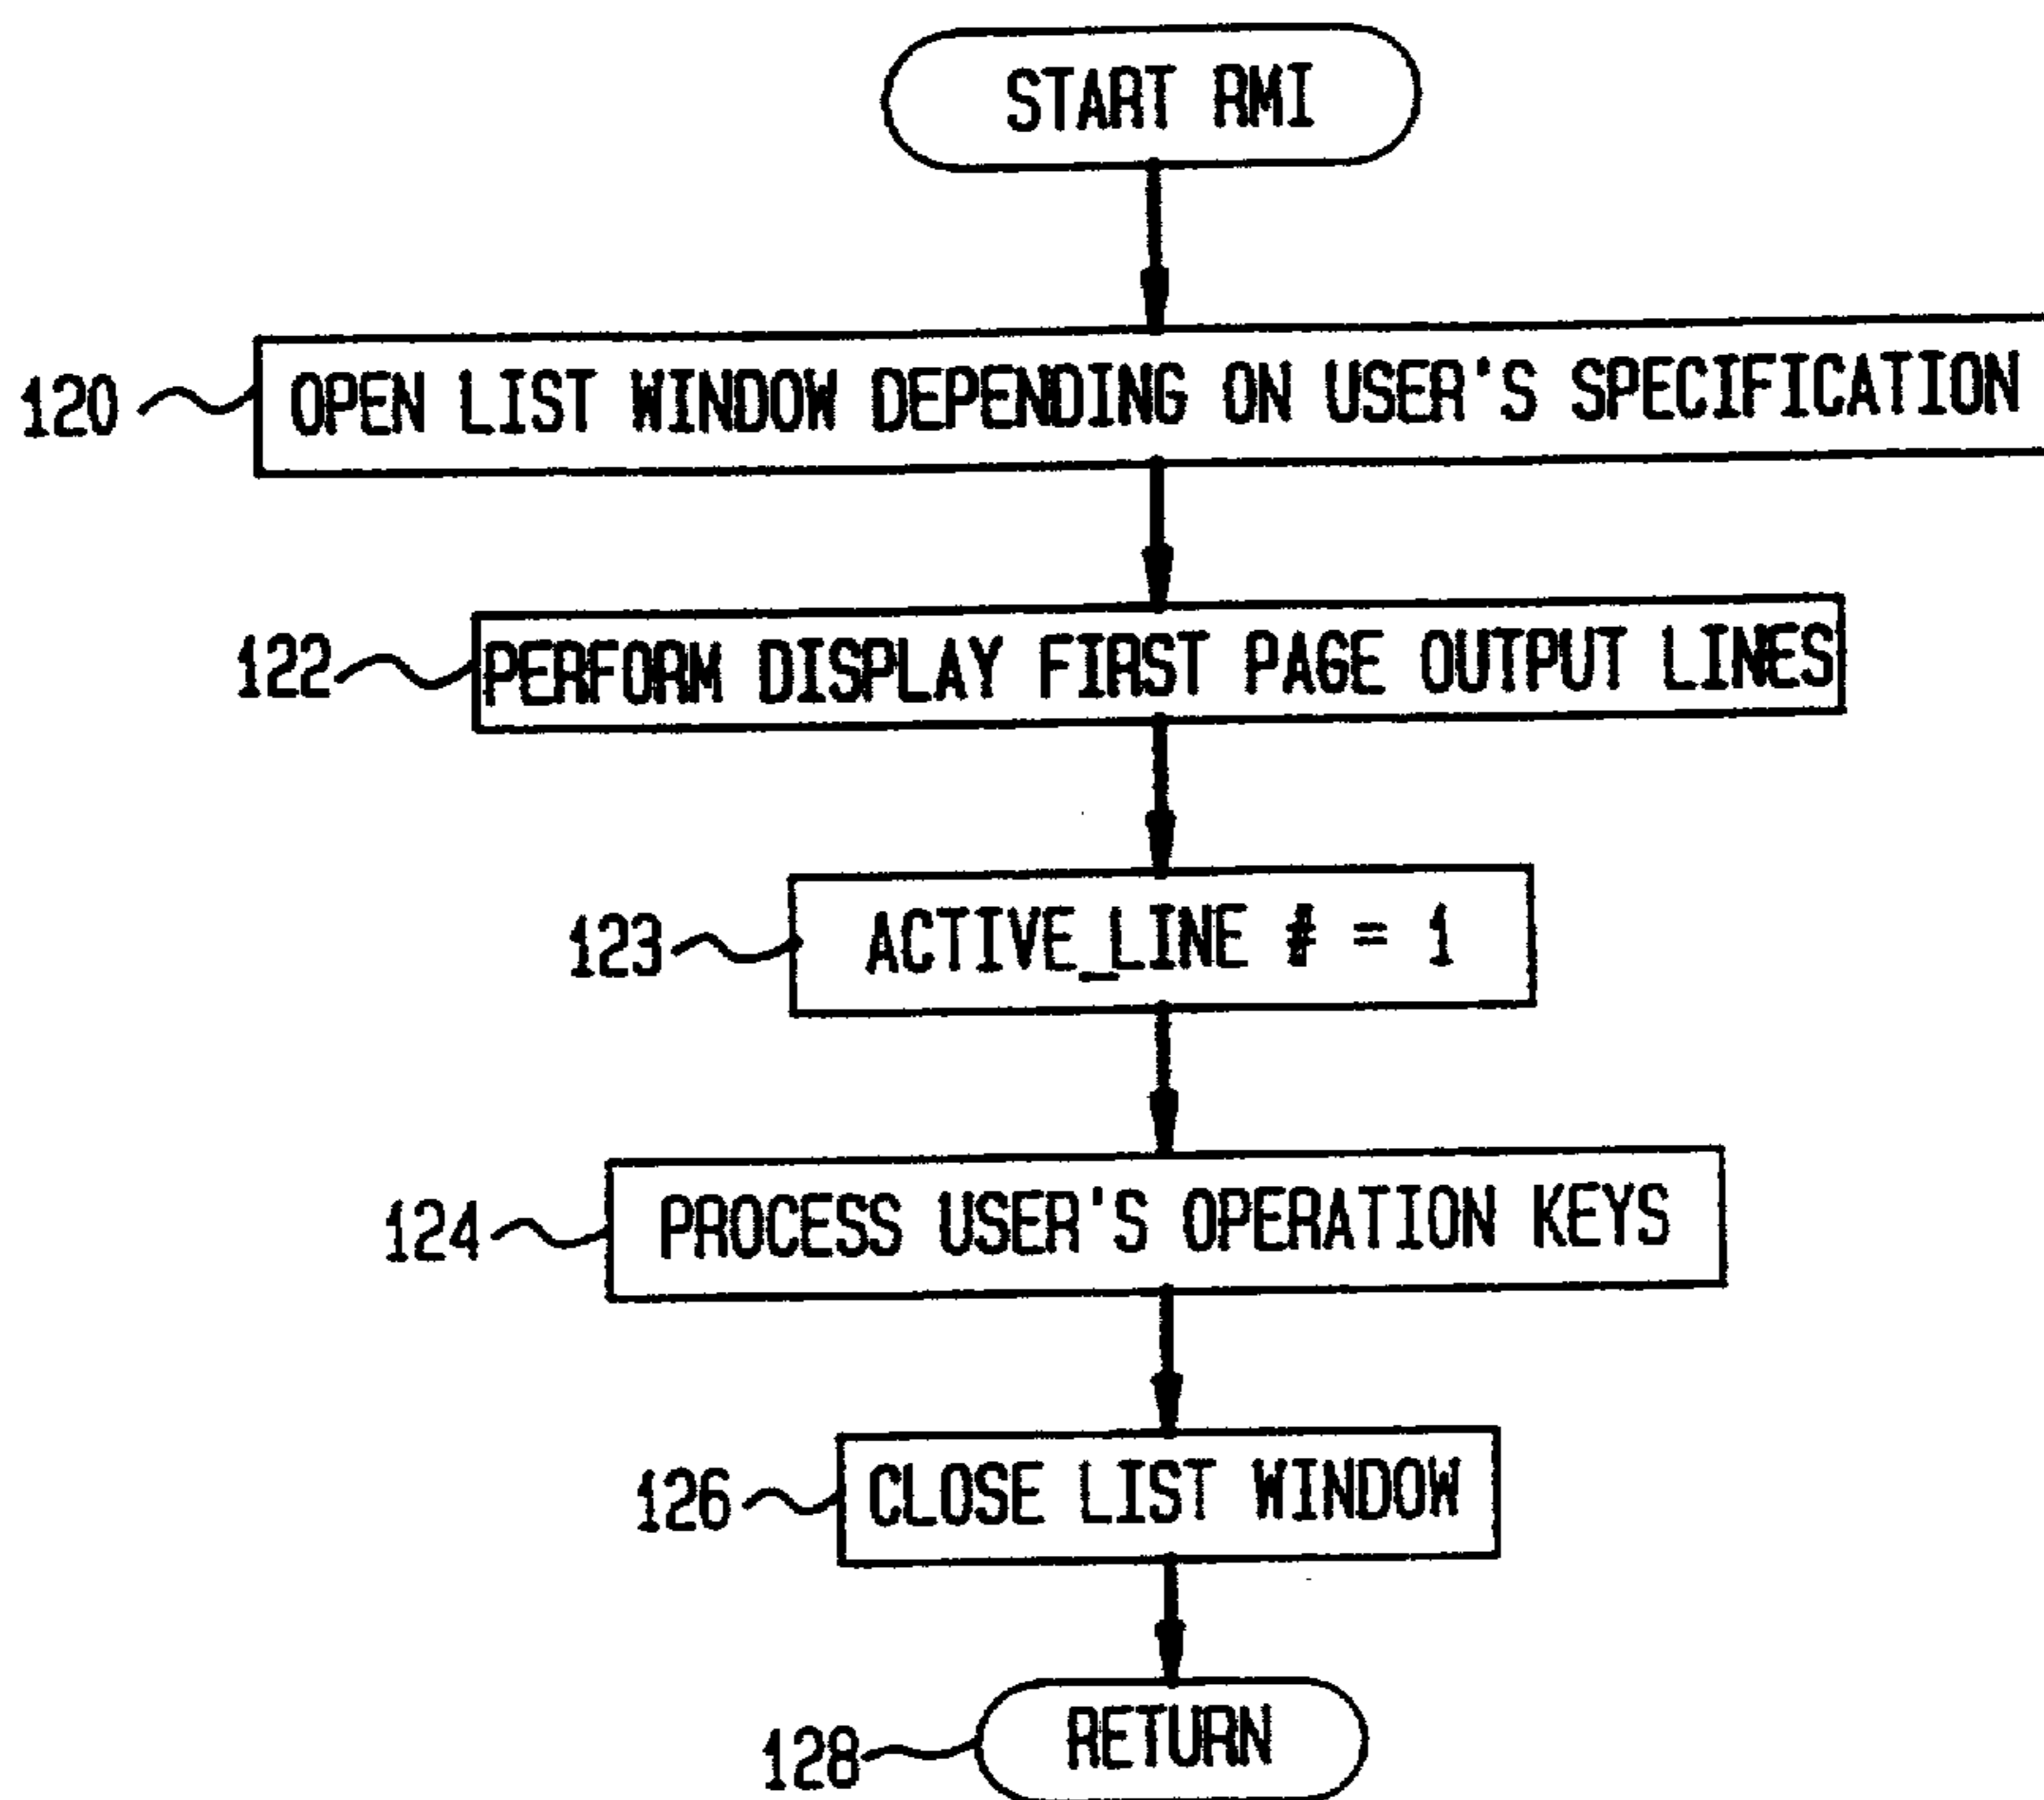 START RMI
120 OPEN LIST WINDOW DEPENDING ON USER'S SPECIFICATION
122 PERFORM DISPLAY FIRST PAGE OUTPUT LINES
123 ACTIVE_LINE # = 1
124 PROCESS USER'S OPERATION KEYS
126 CLOSE LIST WINDOW
128 RETURN